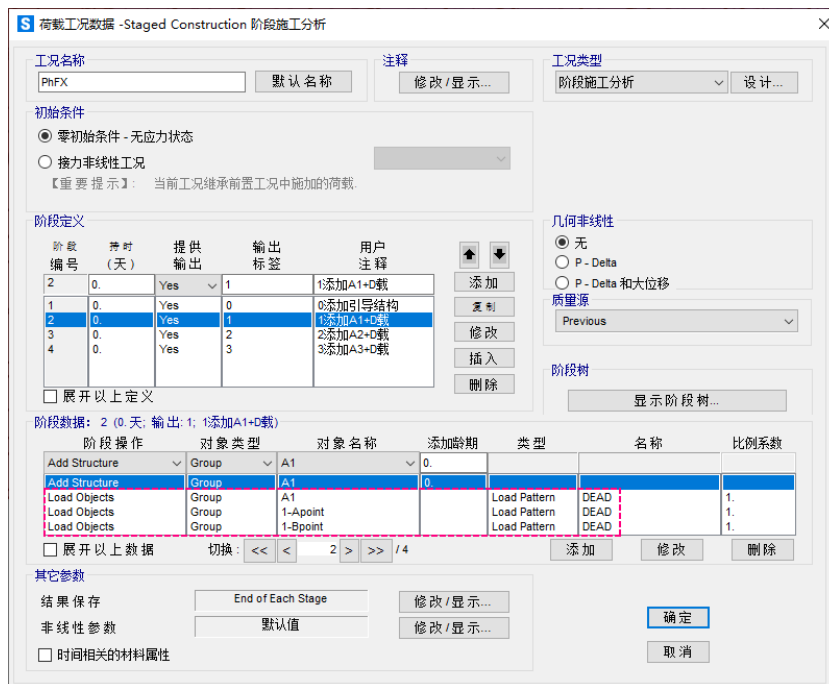 S 荷载工况数据 -Staged Construction 阶段施工分析
工况名称 注释 工况类型
PhFX 默认名称 修改/显示... 阶段施工分析 设计...
初始条件
零初始条件 - 无应力状态
接力非线性工况
【重要提示】: 当前工况继承前置工况中施加的荷载.
阶段定义 几何非线性
阶段 持时 提供 输出 用户 无
编号 (天) 输出 标签 注释 P - Delta
2 0. Yes 1 1添加A1+D载 添加 P - Delta 和大位移
1 0. Yes 0 0添加引导结构 复制 质量源
2 0. Yes 1 1添加A1+D载 Previous
3 0. Yes 2 2添加A2+D载 修改
4 0. Yes 3 3添加A3+D载 插入
阶段树
展开以上定义 删除 显示阶段树...
阶段数据: 2 (0. 天; 输出: 1; 1添加A1+D载)
阶段操作 对象类型 对象名称 添加龄期 类型 名称 比例系数
Add Structure Group A1 0.
Add Structure Group A1 0.
Load Objects Group A1 Load Pattern DEAD 1.
Load Objects Group 1-Apoint Load Pattern DEAD 1.
Load Objects Group 1-Bpoint Load Pattern DEAD 1.
展开以上数据 切换: << < 2 > >> / 4 添加 修改 删除
其它参数
结果保存 End of Each Stage 修改/显示...
非线性参数 默认值 修改/显示... 确定
时间相关的材料属性 取消